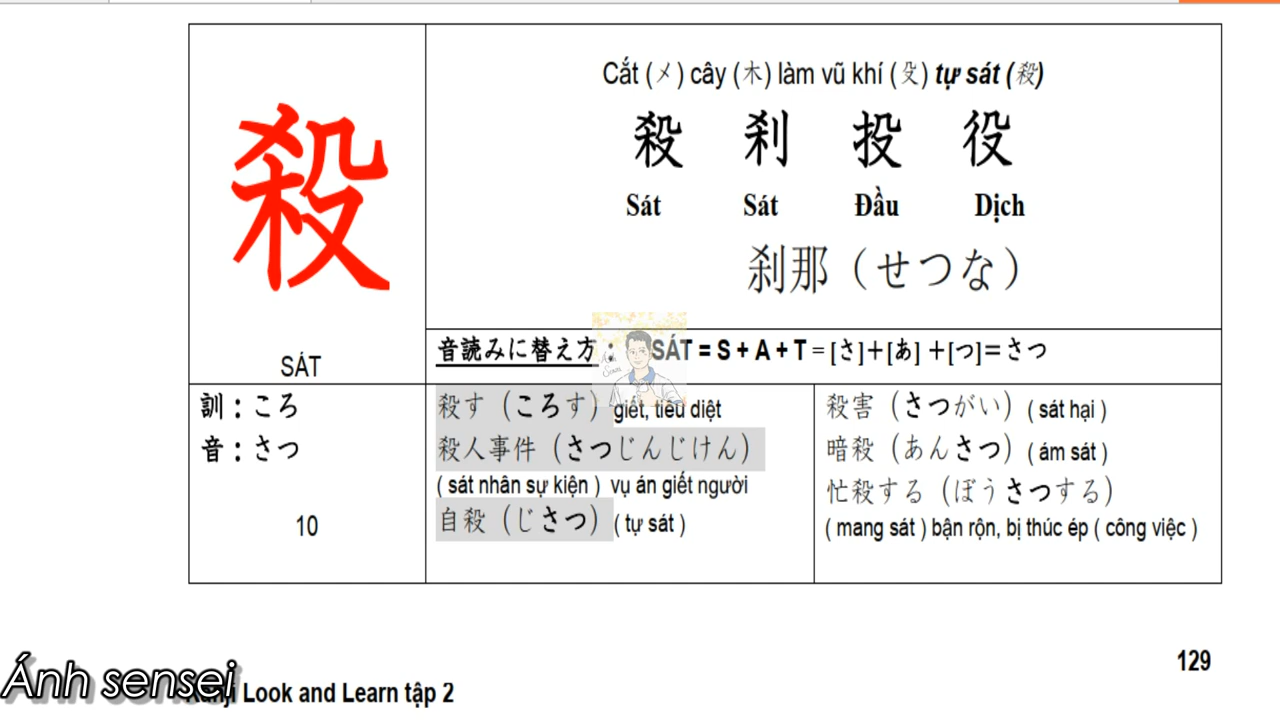 殺
SÁT
Cắt (㐅) cây (木) làm vũ khí (殳) tự sát (殺)
殺 刹 投 役
Sát Sát Đầu Dịch
刹那（せつな）
音読みに替え方： SÁT = S + A + T = [さ]＋[あ] ＋[つ]＝さつ
訓：ころ
音：さつ
10
殺す（ころす）giết, tiêu diệt
殺人事件（さつじんじけん）
( sát nhân sự kiện ) vụ án giết người
自殺（じさつ）( tự sát )
殺害（さつがい）( sát hại )
暗殺（あんさつ）( ám sát )
忙殺する（ぼうさつする）
( mang sát ) bận rộn, bị thúc ép ( công việc )
129
Ánh sensei
Kanji Look and Learn tập 2